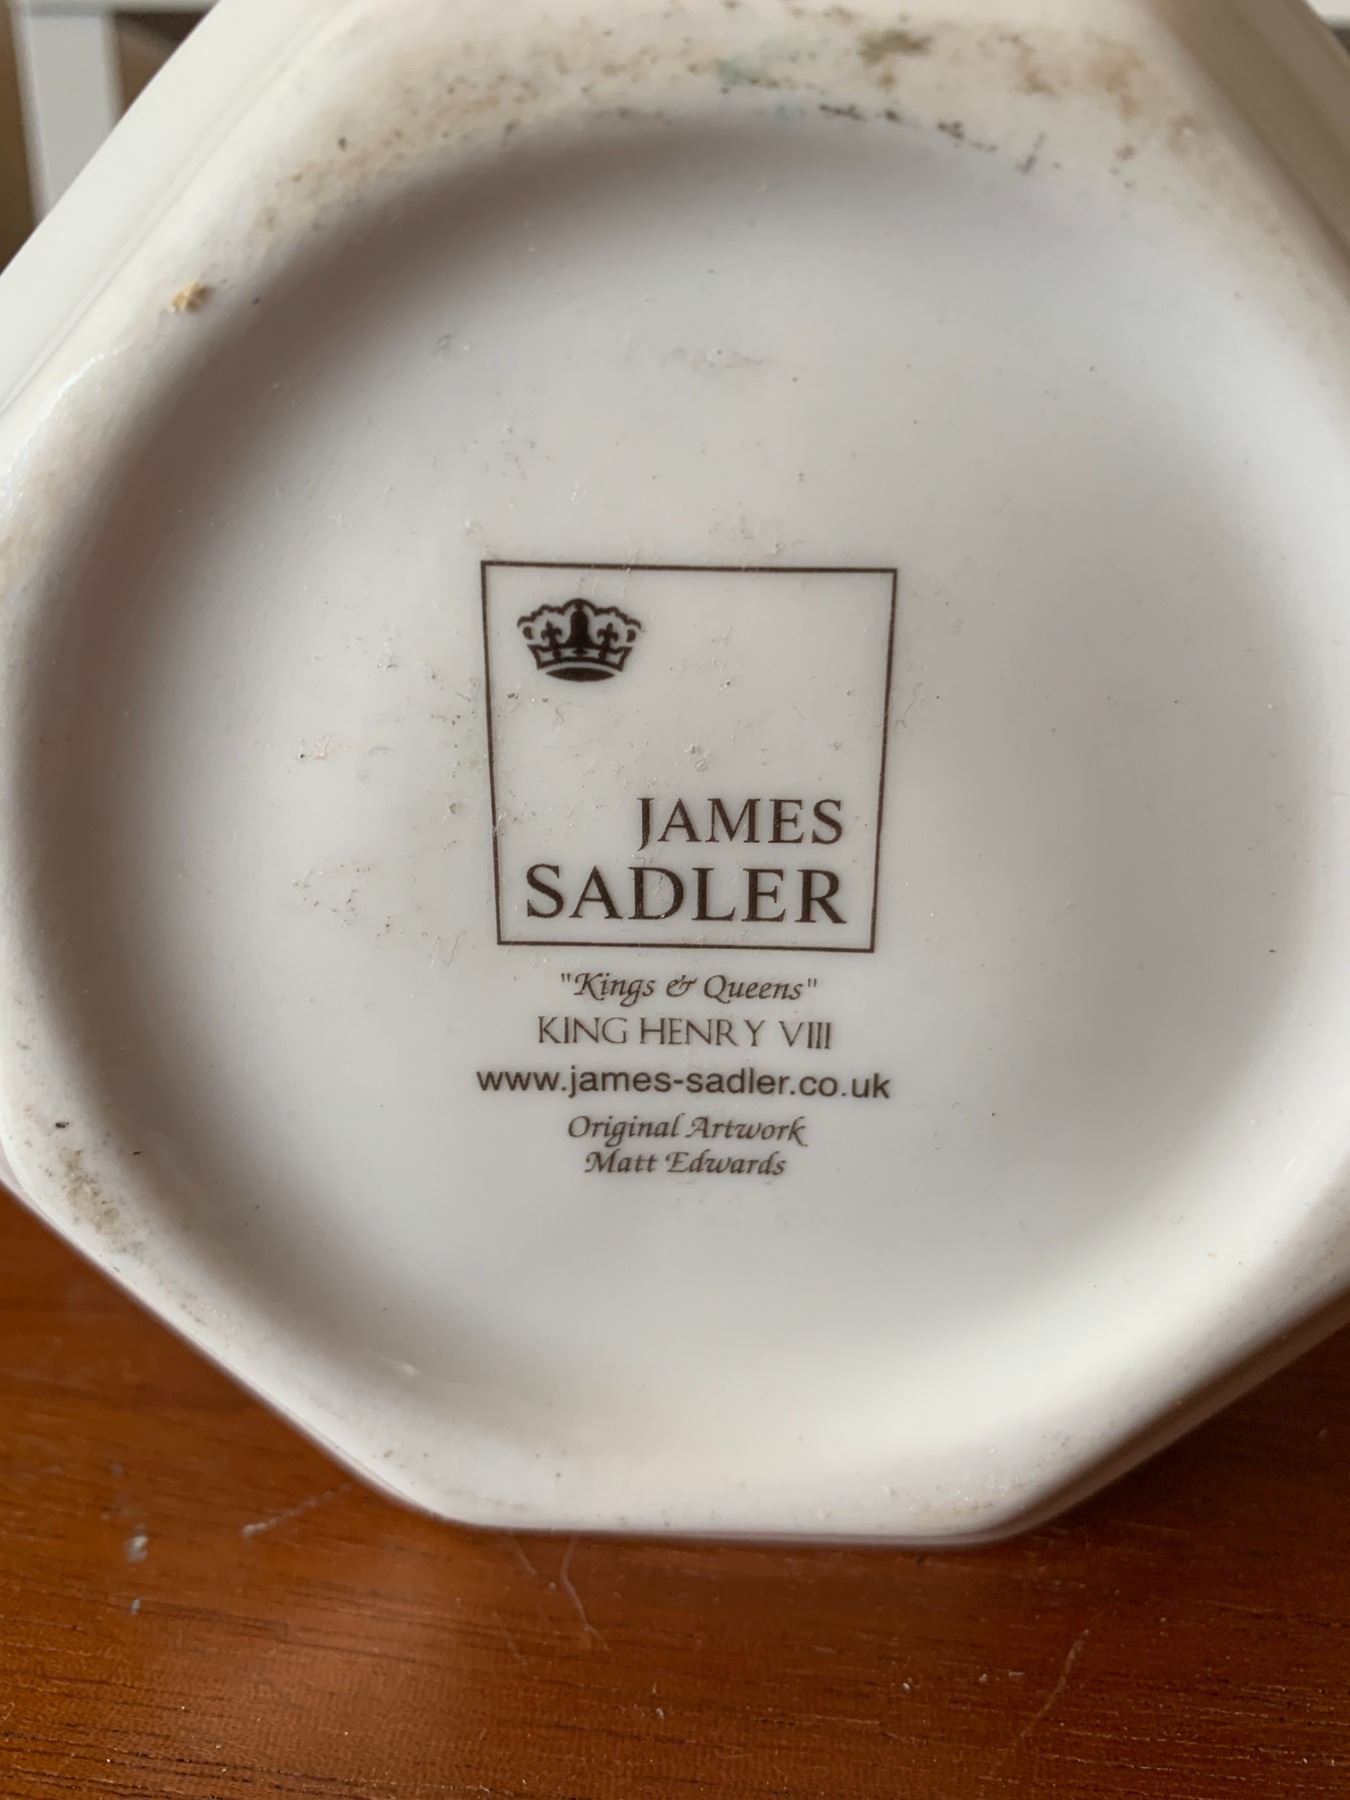 JAMES
SADLER
"Kings & Queens"
KING HENRY VIII
www.james-sadler.co.uk
Original Artwork
Matt Edwards